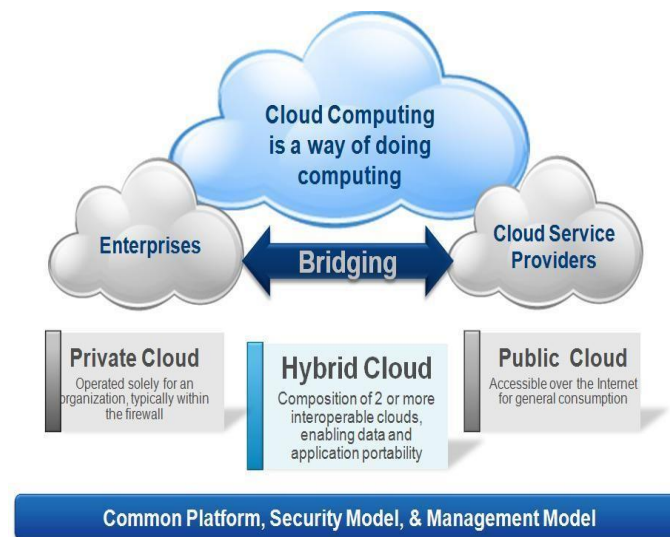 Cloud Computing
is a way of doing
computing
Enterprises
Bridging
Cloud Service
Providers
Private Cloud
Operated solely for an
organization, typically within
the firewall
Hybrid Cloud
Composition of 2 or more
interoperable clouds,
enabling data and
application portability
Public Cloud
Accessible over the Internet
for general consumption
Common Platform, Security Model, & Management Model